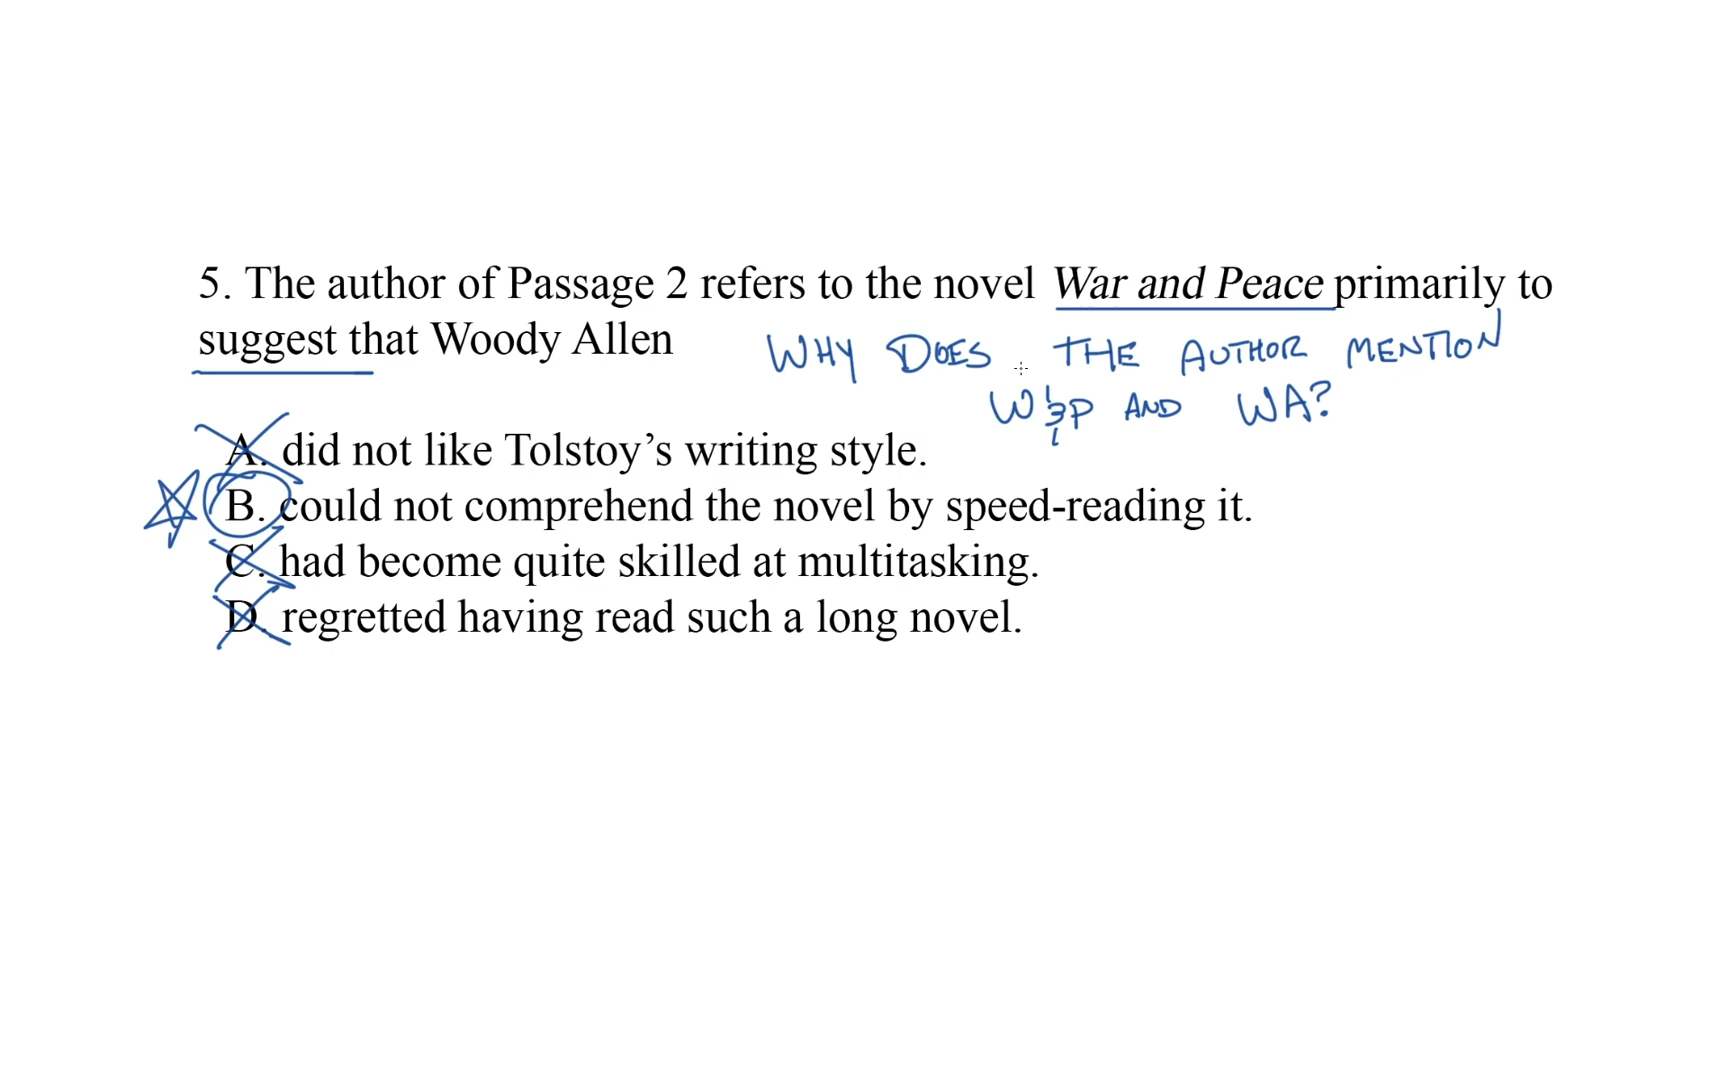 5. The author of Passage 2 refers to the novel War and Peace primarily to
suggest that Woody Allen
WHY DOES THE AUTHOR MENTION
W&P AND WA?
A. did not like Tolstoy’s writing style.
B. could not comprehend the novel by speed-reading it.
C. had become quite skilled at multitasking.
D. regretted having read such a long novel.